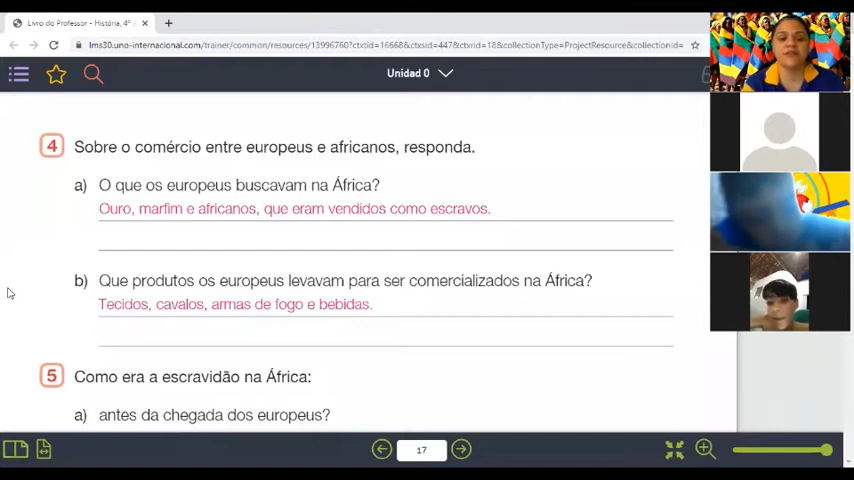 Livro do Professor - História, 4º
lms30.uno-internacional.com/trainer/common/resources/13996760?ctxtid=16668&ctxsid=447&ctxrid=18&collectionType=ProjectResource&collectionId=
Unidad 0
4 Sobre o comércio entre europeus e africanos, responda.
a) O que os europeus buscavam na África?
Ouro, marfim e africanos, que eram vendidos como escravos.
b) Que produtos os europeus levavam para ser comercializados na África?
Tecidos, cavalos, armas de fogo e bebidas.
5 Como era a escravidão na África:
a) antes da chegada dos europeus?
17